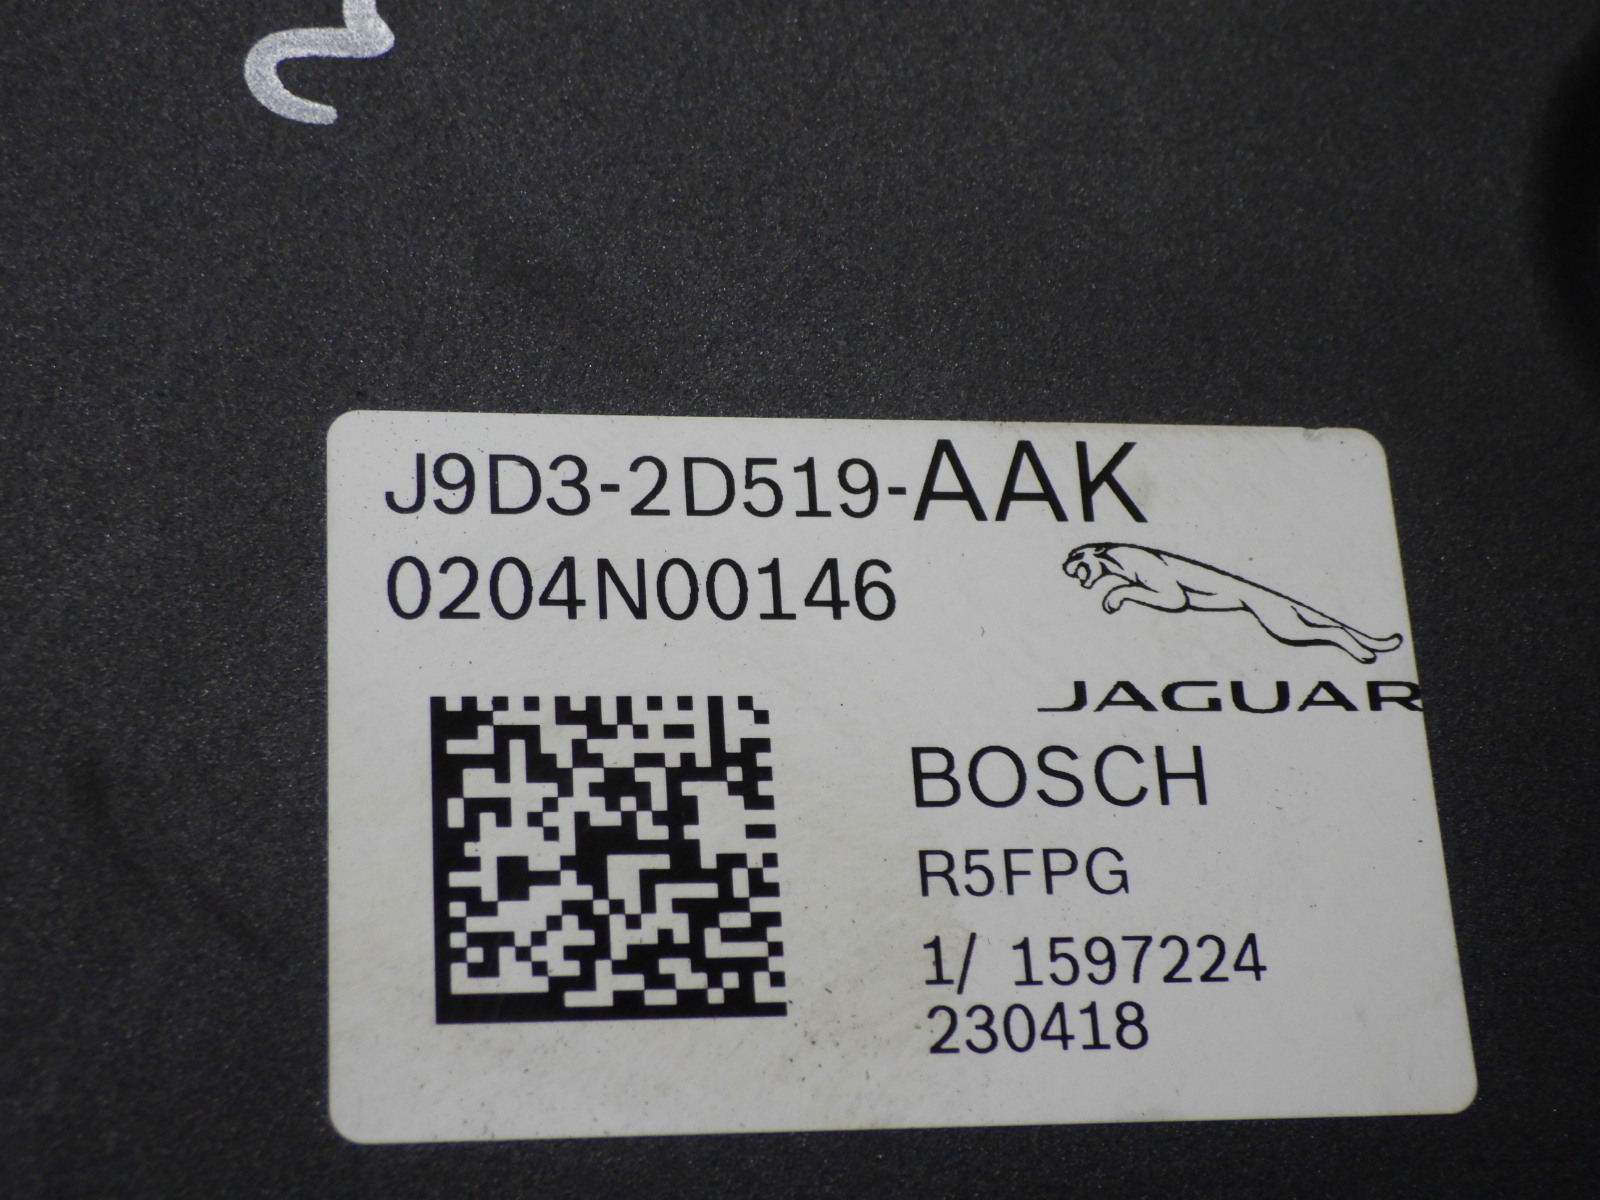 J9D3-2D519-AAK
0204N00146
JAGUAR
BOSCH
R5FPG
1/ 1597224
230418